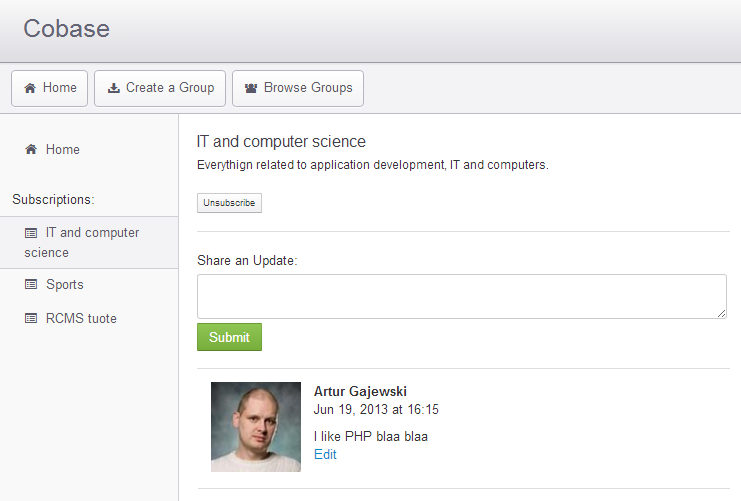 Cobase
Home
Create a Group
Browse Groups
Home
Subscriptions:
IT and computer
science
Sports
RCMS tuote
IT and computer science
Everythign related to application development, IT and computers.
Unsubscribe
Share an Update:
Submit
Artur Gajewski
Jun 19, 2013 at 16:15
I like PHP blaa blaa
Edit